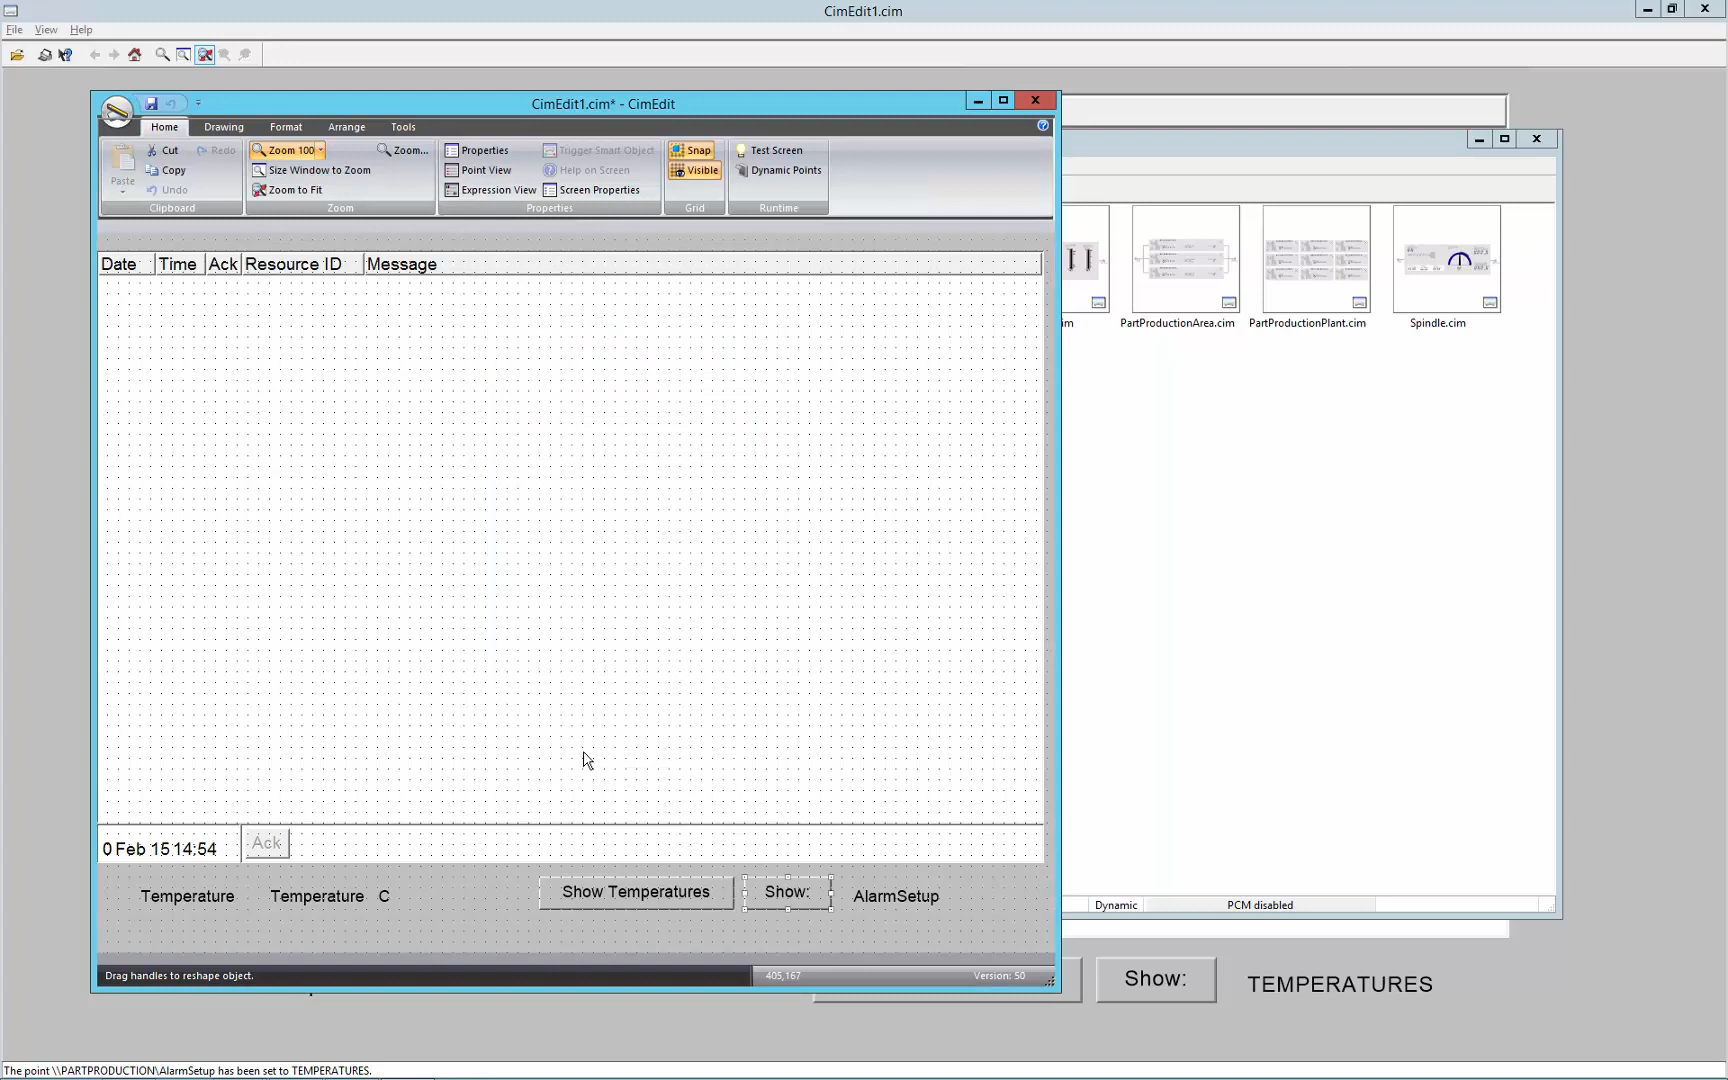 CimEdit1.cim
File View Help
CimEdit1.cim* - CimEdit
Home Drawing Format Arrange Tools
Paste
Cut
Copy
Undo
Redo
Clipboard
Zoom 100
Zoom...
Size Window to Zoom
Zoom to Fit
Zoom
Properties
Point View
Expression View
Trigger Smart Object
Help on Screen
Screen Properties
Properties
Snap
Visible
Grid
Test Screen
Dynamic Points
Runtime
Date Time Ack Resource ID Message
im
PartProductionArea.cim
PartProductionPlant.cim
Spindle.cim
0 Feb 15 14:54
Ack
Temperature Temperature C
Show Temperatures
Show:
AlarmSetup
Dynamic
PCM disabled
Drag handles to reshape object.
405,167
Version: 50
Show:
TEMPERATURES
The point \\PARTPRODUCTION\AlarmSetup has been set to TEMPERATURES.